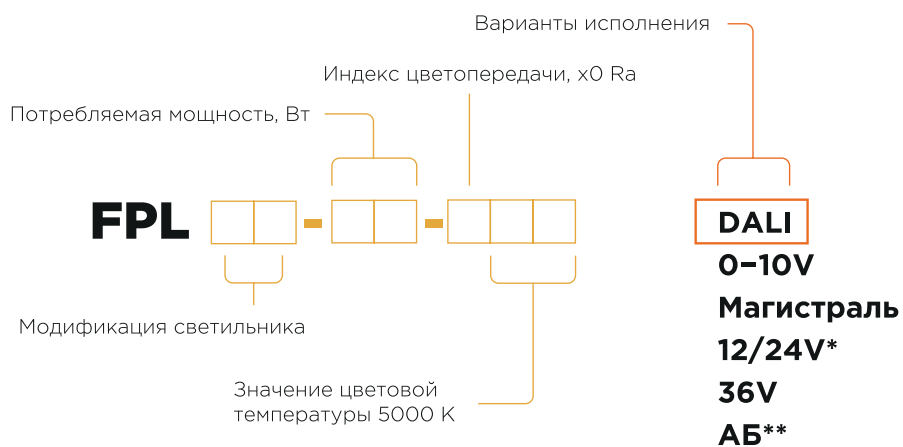 Варианты исполнения
Индекс цветопередачи, x0 Ra
Потребляемая мощность, Вт
FPL - -
DALI
0–10V
Магистраль
12/24V*
36V
АБ**
Модификация светильника
Значение цветовой
температуры 5000 К